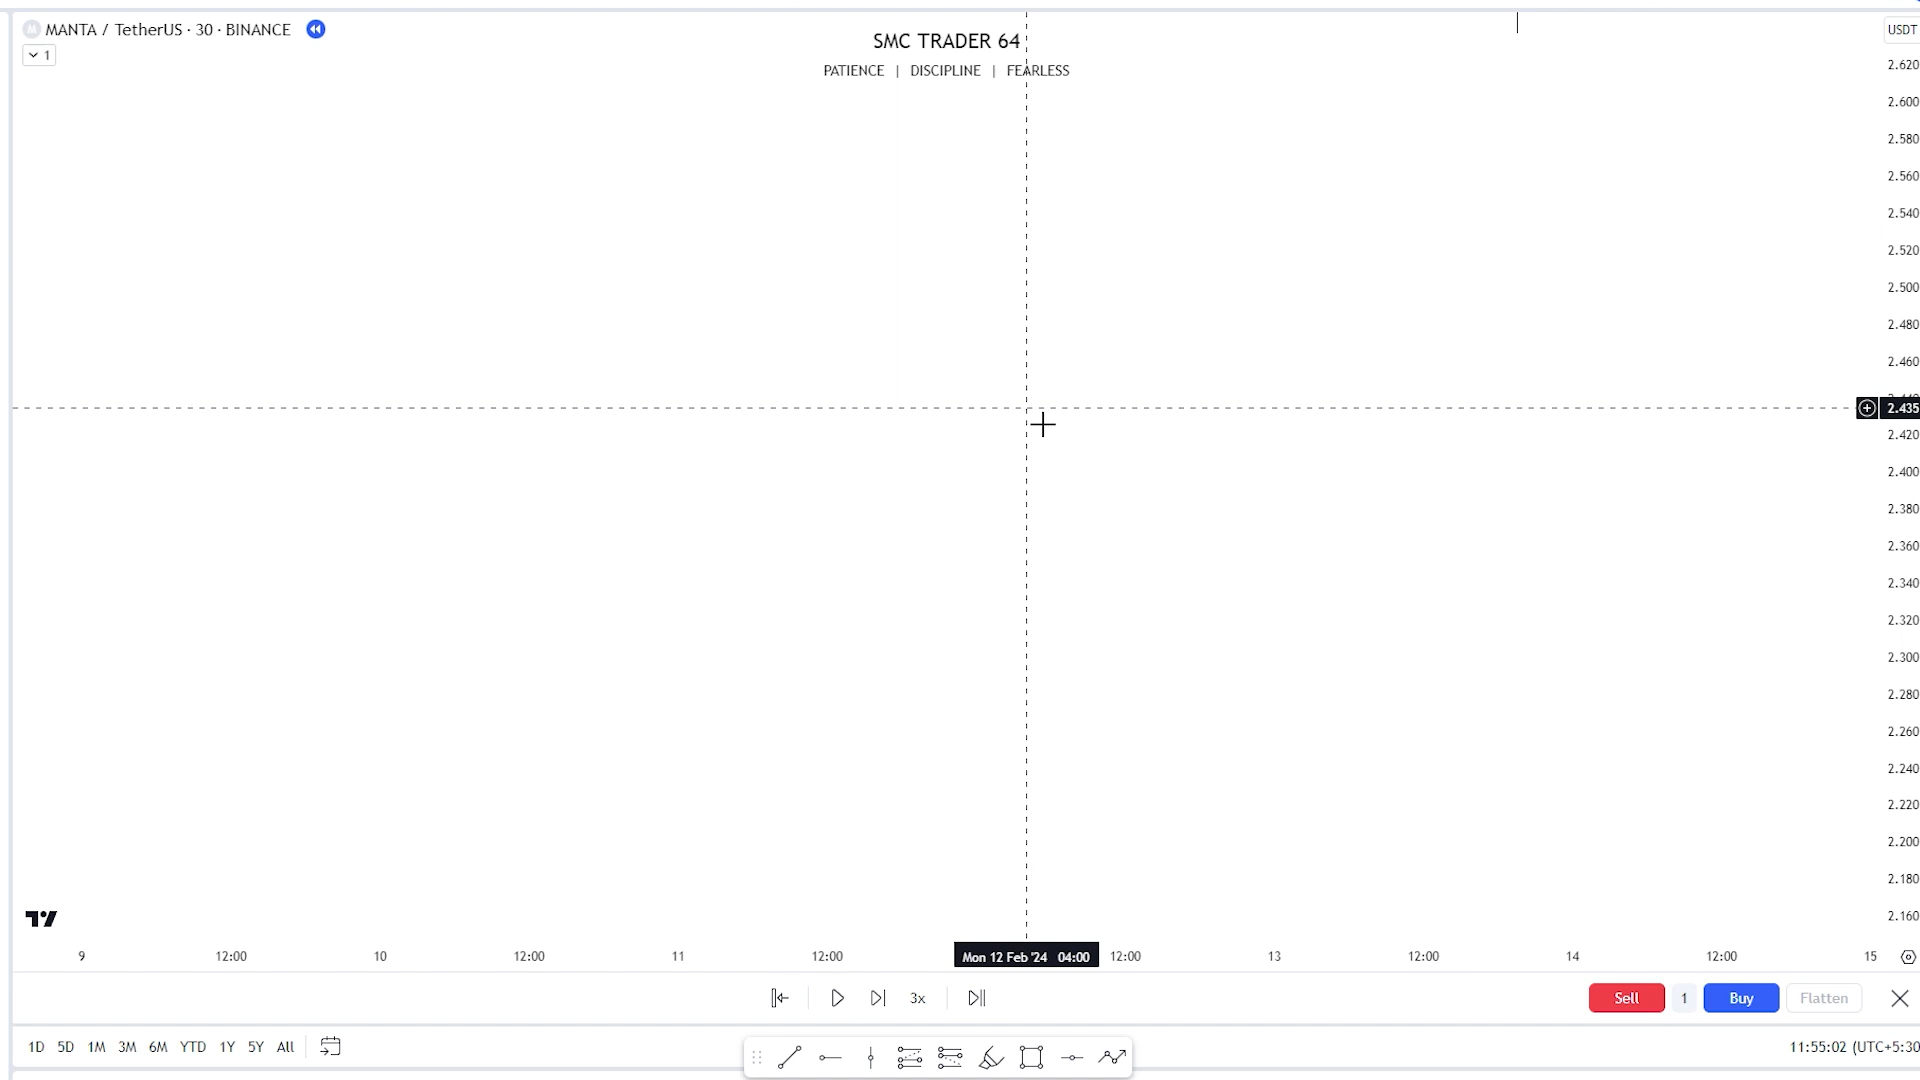 MANTA / TetherUS · 30 · BINANCE
1
SMC TRADER 64
PATIENCE | DISCIPLINE | FEARLESS
USDT
2.620
2.600
2.580
2.560
2.540
2.520
2.500
2.480
2.460
2.435
2.420
2.400
2.380
2.360
2.340
2.320
2.300
2.280
2.260
2.240
2.220
2.200
2.180
2.160
9 12:00 10 12:00 11 12:00 Mon 12 Feb '24 04:00 12:00 13 12:00 14 12:00 15
3x
Sell 1 Buy Flatten
1D 5D 1M 3M 6M YTD 1Y 5Y All
11:55:02 (UTC+5:30